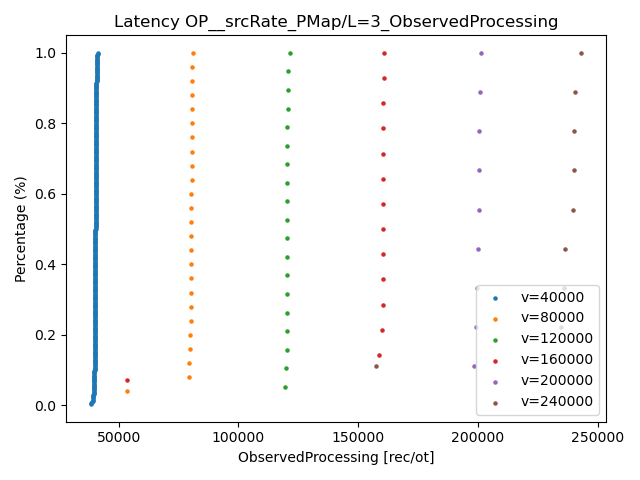 Latency OP__srcRate_PMap/L=3_ObservedProcessing
1.0
0.8
0.6
0.4
0.2
0.0
Percentage (%)
50000
100000
150000
200000
250000
ObservedProcessing [rec/ot]
v=40000
v=80000
v=120000
v=160000
v=200000
v=240000